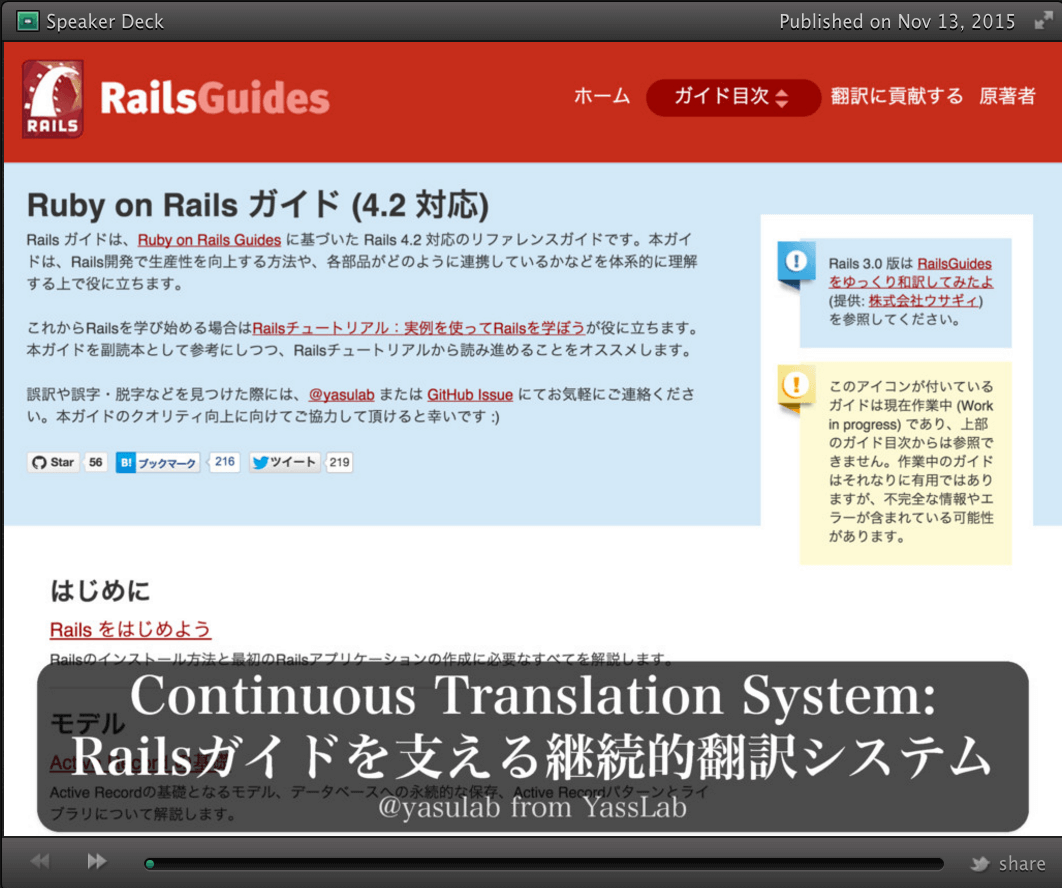 Speaker Deck
Published on Nov 13, 2015
RAILS
RailsGuides
ホーム ガイド目次 翻訳に貢献する 原著者
Ruby on Rails ガイド (4.2 対応)
Rails ガイドは、Ruby on Rails Guides に基づいた Rails 4.2 対応のリファレンスガイドです。本ガイ
ドは、Rails開発で生産性を向上する方法や、各部品がどのように連携しているかなどを体系的に理解
する上で役に立ちます。
これからRailsを学び始める場合はRailsチュートリアル：実例を使ってRailsを学ぼうが役に立ちます。
本ガイドを副読本として参考にしつつ、Railsチュートリアルから読み進めることをオススメします。
誤訳や誤字・脱字などを見つけた際には、@yasulab または GitHub Issue にてお気軽にご連絡くださ
い。本ガイドのクオリティ向上に向けてご協力して頂けると幸いです :)
Star 56 B! ブックマーク 216 ツイート 219
Rails 3.0 版は RailsGuides
をゆっくり和訳してみたよ
(提供: 株式会社ウサギィ)
を参照してください。
このアイコンが付いている
ガイドは現在作業中 (Work
in progress) であり、上部
のガイド目次からは参照で
きません。作業中のガイド
はそれなりに有用ではあり
ますが、不完全な情報やエ
ラーが含まれている可能性
があります。
はじめに
Rails をはじめよう
Railsのインストール方法と最初のRailsアプリケーションの作成に必要なすべてを解説します。
Continuous Translation System:
モデル
Railsガイドを支える継続的翻訳システム
Active Recordの基礎となるモデル、データベースへの永続的な保存、Active Recordパターンとライ
ブラリについて解説します。
@yasulab from YassLab
share